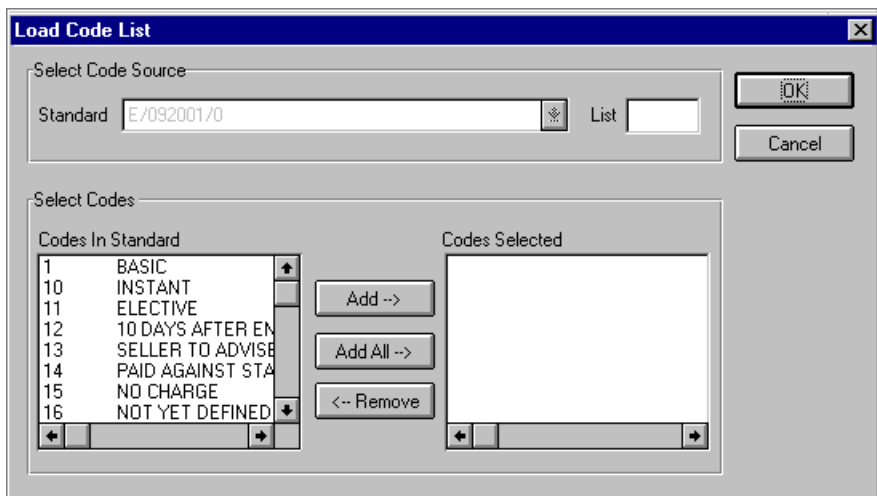 Load Code List
Select Code Source
Standard E/092001/0 List
OK
Cancel
Select Codes
Codes In Standard
Codes Selected
1 BASIC
10 INSTANT
11 ELECTIVE
12 10 DAYS AFTER EN
13 SELLER TO ADVISE
14 PAID AGAINST STA
15 NO CHARGE
16 NOT YET DEFINED
Add -->
Add All -->
<-- Remove